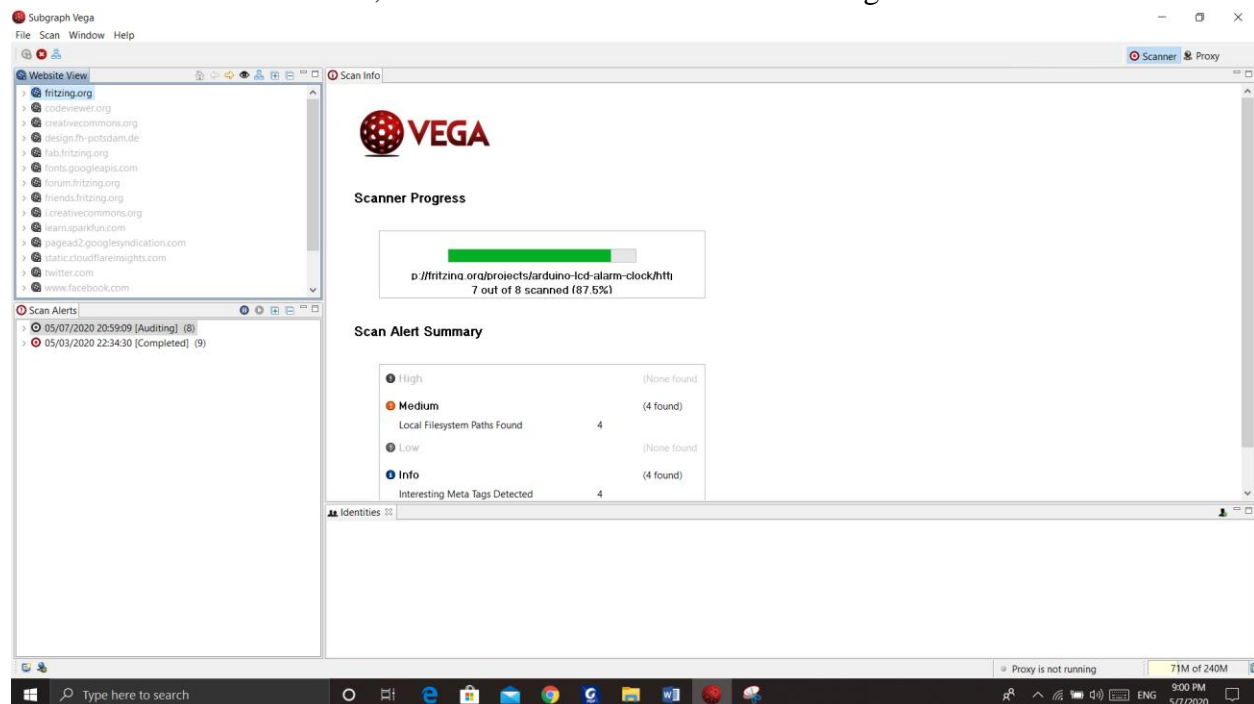 Subgraph Vega
File Scan Window Help
Scanner Proxy
Website View
fritzing.org
codeviewer.org
creativecommons.org
design.fh-potsdam.de
fab.fritzing.org
fonts.googleapis.com
forum.fritzing.org
friends.fritzing.org
i.creativecommons.org
learn.sparkfun.com
pagead2.googlesyndication.com
static.cloudflareinsights.com
twitter.com
www.facebook.com
Scan Alerts
05/07/2020 20:59:09 [Auditing] (8)
05/03/2020 22:34:30 [Completed] (9)
Scan Info
VEGA
Scanner Progress
p://fritzing.org/projects/arduino-lcd-alarm-clock/htt
7 out of 8 scanned (87.5%)
Scan Alert Summary
High (None found
Medium (4 found)
Local Filesystem Paths Found 4
Low (None found
Info (4 found)
Interesting Meta Tags Detected 4
Identities
Proxy is not running 71M of 240M
Type here to search
ENG
9:00 PM
5/7/2020